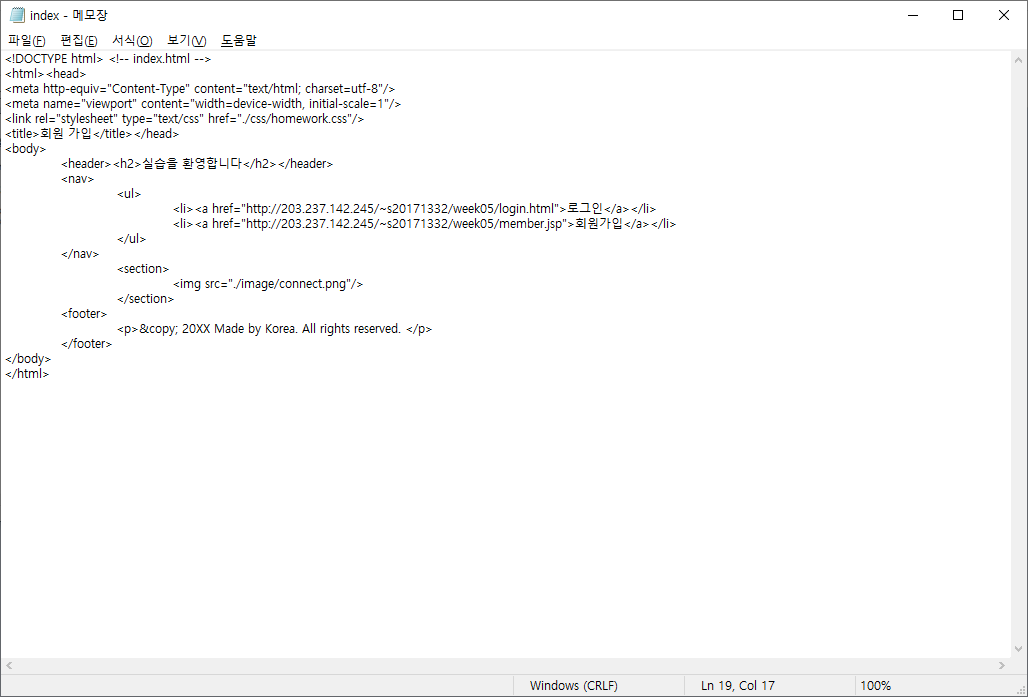 index - 메모장
파일(F) 편집(E) 서식(O) 보기(V) 도움말
<!DOCTYPE html> <!-- index.html -->
<html><head>
<meta http-equiv="Content-Type" content="text/html; charset=utf-8"/>
<meta name="viewport" content="width=device-width, initial-scale=1"/>
<link rel="stylesheet" type="text/css" href="./css/homework.css"/>
<title>회원 가입</title></head>
<body>
<header><h2>실습을 환영합니다</h2></header>
<nav>
<ul>
<li><a href="http://203.237.142.245/~s20171332/week05/login.html">로그인</a></li>
<li><a href="http://203.237.142.245/~s20171332/week05/member.jsp">회원가입</a></li>
</ul>
</nav>
<section>
<img src="./image/connect.png"/>
</section>
<footer>
<p>&copy; 20XX Made by Korea. All rights reserved. </p>
</footer>
</body>
</html>
Windows (CRLF) Ln 19, Col 17 100%